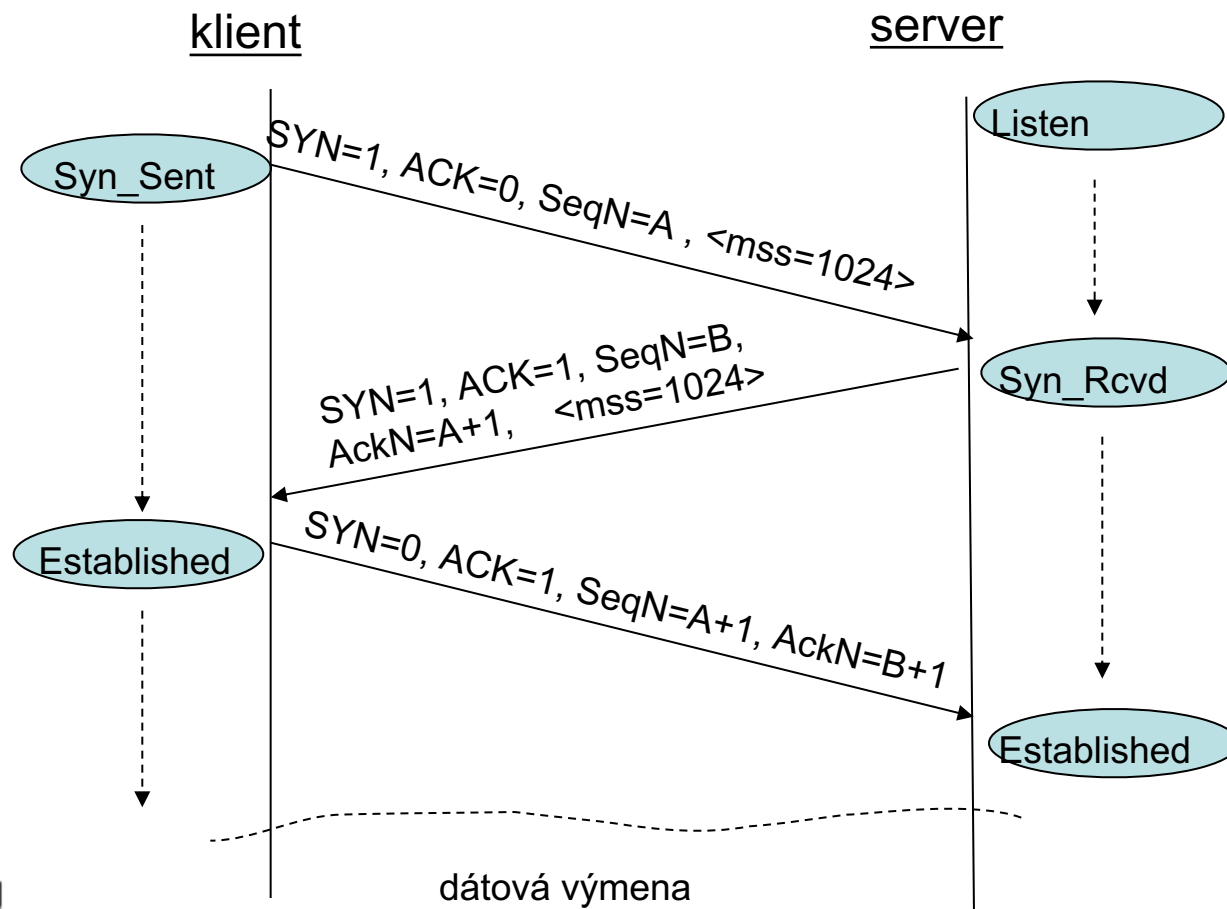 klient
server
Listen
Syn_Sent
SYN=1, ACK=0, SeqN=A , <mss=1024>
Syn_Rcvd
SYN=1, ACK=1, SeqN=B,
AckN=A+1, <mss=1024>
Established
SYN=0, ACK=1, SeqN=A+1, AckN=B+1
Established
dátová výmena